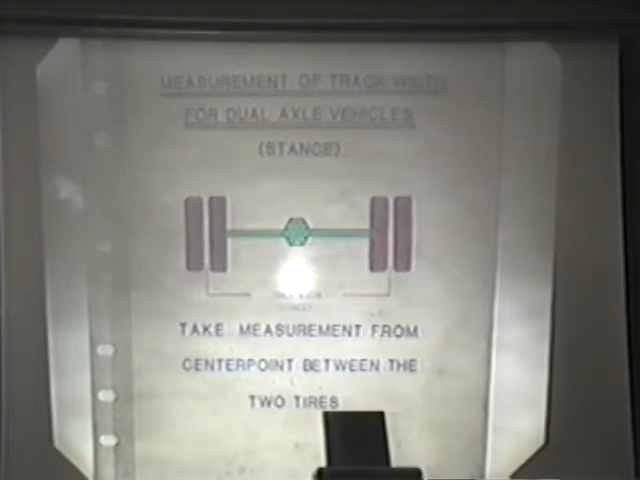 MEASUREMENT OF TRACK WIDTH
FOR DUAL AXLE VEHICLES
(STANCE)
TAKE MEASUREMENT FROM
CENTERPOINT BETWEEN THE
TWO TIRES